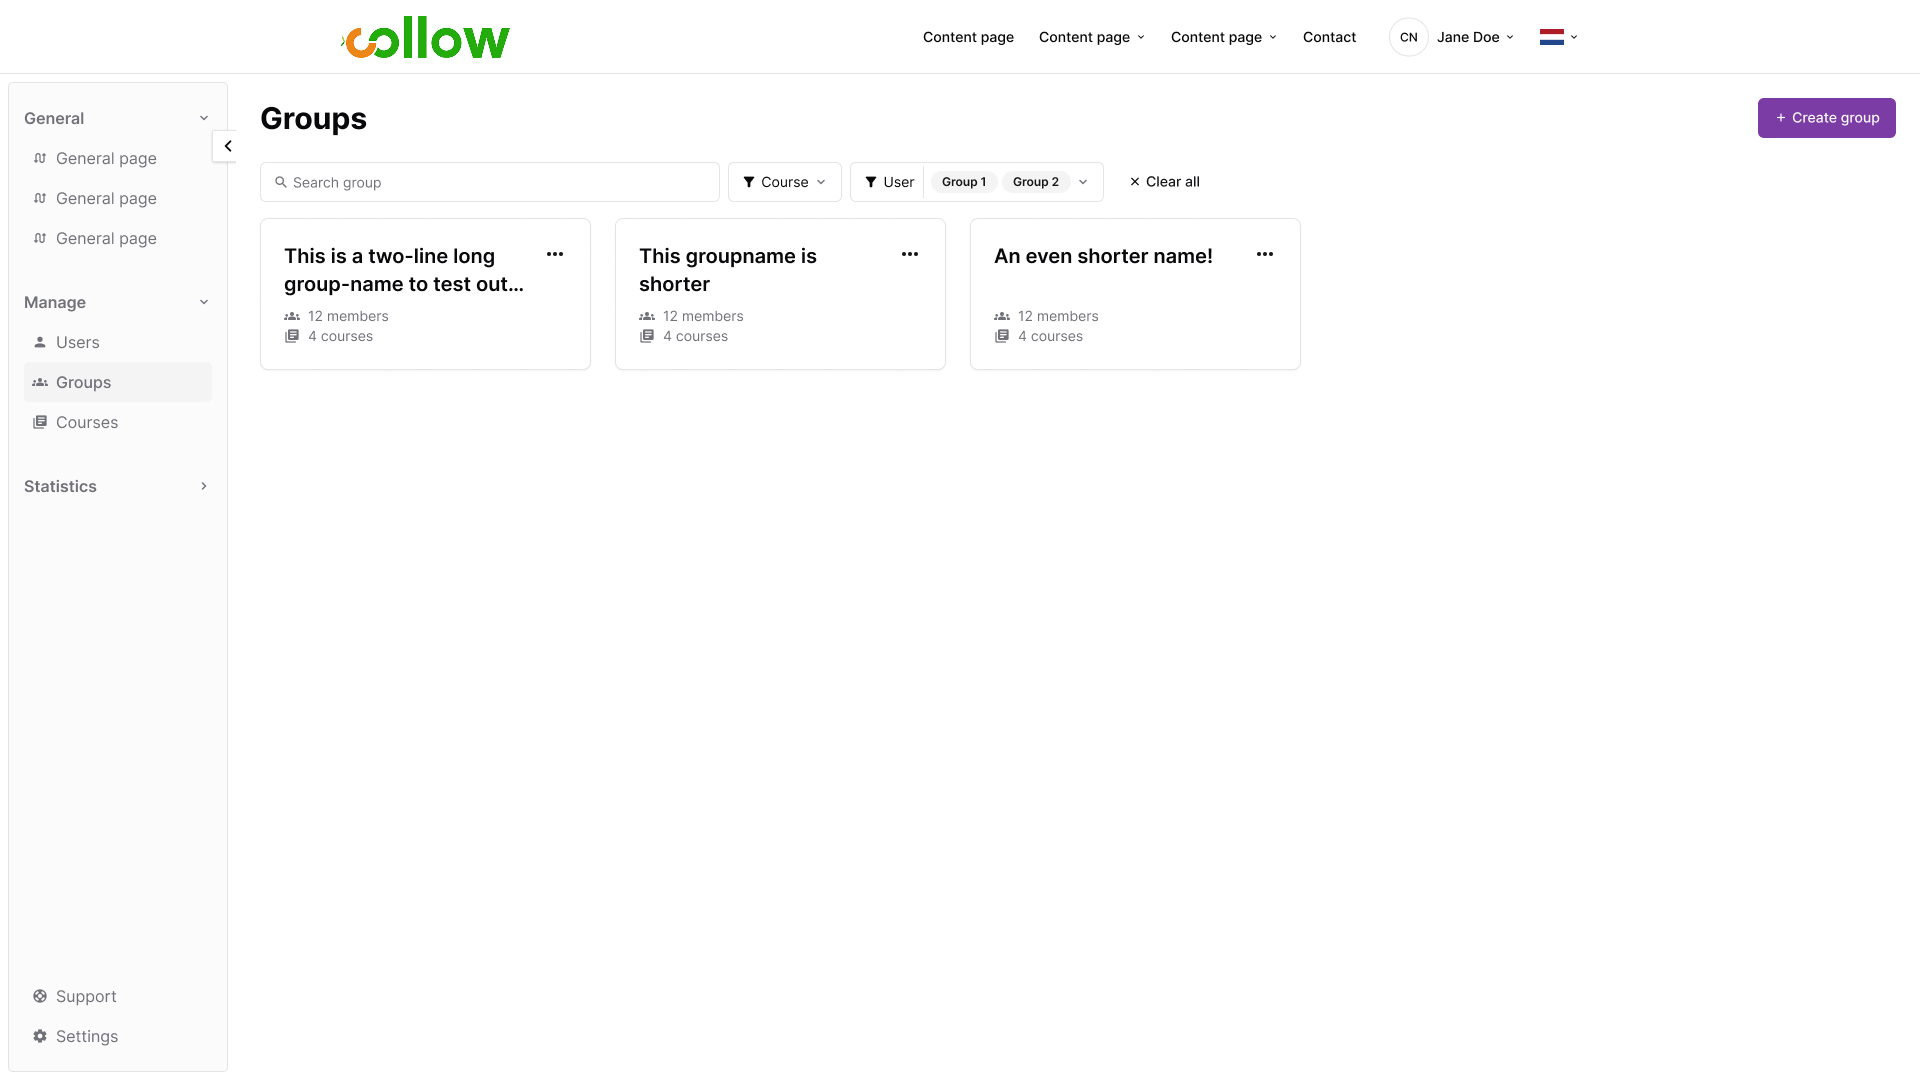 collow
Content page
Content page
Content page
Contact
CN
Jane Doe
General
General page
General page
General page
Manage
Users
Groups
Courses
Statistics
Support
Settings
Groups
+ Create group
Search group
Course
User
Group 1
Group 2
Clear all
This is a two-line long
group-name to test out...
12 members
4 courses
This groupname is
shorter
12 members
4 courses
An even shorter name!
12 members
4 courses